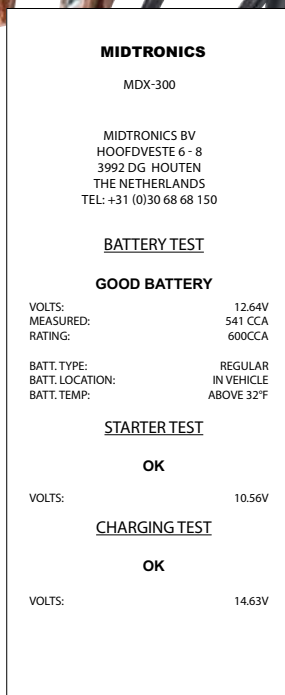 MIDTRONICS
MDX-300
MIDTRONICS BV
HOOFDVESTE 6 - 8
3992 DG HOUTEN
THE NETHERLANDS
TEL: +31 (0)30 68 68 150
BATTERY TEST
GOOD BATTERY
VOLTS: 12.64V
MEASURED: 541 CCA
RATING: 600CCA
BATT. TYPE: REGULAR
BATT. LOCATION: IN VEHICLE
BATT. TEMP: ABOVE 32°F
STARTER TEST
OK
VOLTS: 10.56V
CHARGING TEST
OK
VOLTS: 14.63V